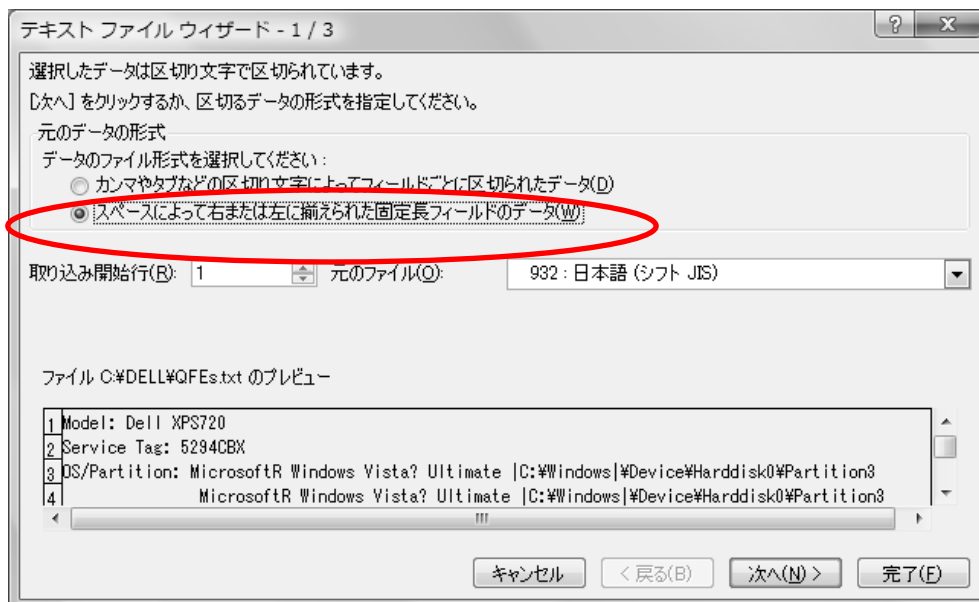 テキスト ファイル ウィザード - 1 / 3
選択したデータは区切り文字で区切られています。
[次へ] をクリックするか、区切るデータの形式を指定してください。
元のデータの形式
データのファイル形式を選択してください:
カンマやタブなどの区切り文字によってフィールドごとに区切られたデータ(D)
スペースによって右または左に揃えられた固定長フィールドのデータ(W)
取り込み開始行(R): 1 元のファイル(O): 932 : 日本語 (シフト JIS)
ファイル C:¥DELL¥QFEs.txt のプレビュー
1 Model: Dell XPS720
2 Service Tag: 5294CBX
3 OS/Partition: MicrosoftR Windows Vista? Ultimate |C:¥Windows|¥Device¥Harddisk0¥Partition3
4 MicrosoftR Windows Vista? Ultimate |C:¥Windows|¥Device¥Harddisk0¥Partition3
キャンセル < 戻る(B) 次へ(N) > 完了(F)